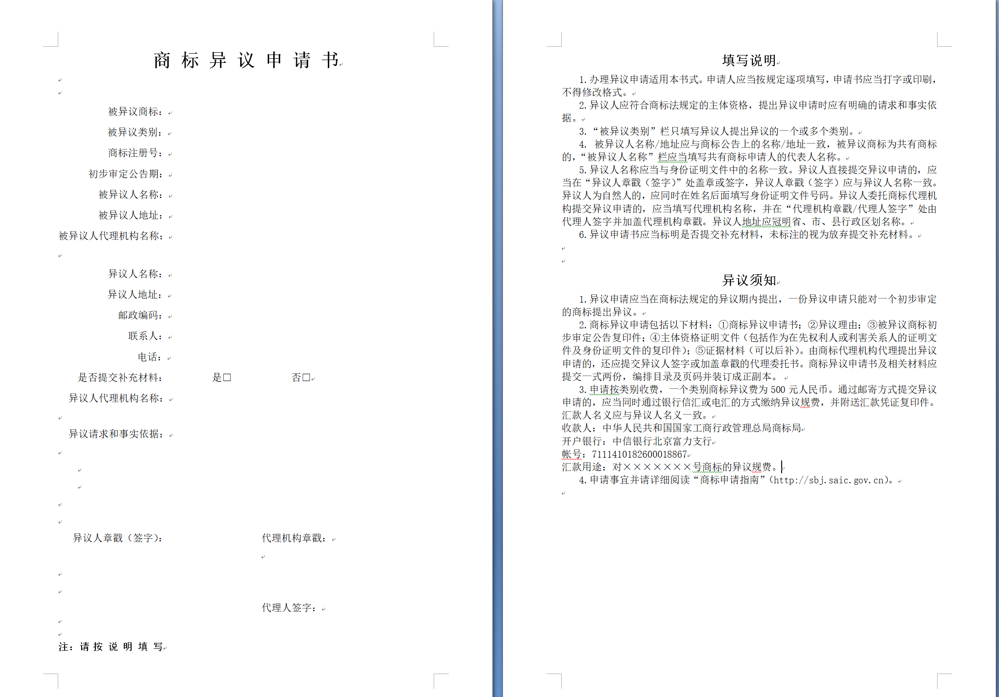 商 标 异 议 申 请 书
被异议商标：
被异议类别：
商标注册号：
初步审定公告期：
被异议人名称：
被异议人地址：
被异议人代理机构名称：
异议人名称：
异议人地址：
邮政编码：
联系人：
电话：
是否提交补充材料： 是□ 否□
异议人代理机构名称：
异议请求和事实依据：
异议人章戳（签字）： 代理机构章戳：
代理人签字：
注：请 按 说 明 填 写
填写说明
1.办理异议申请适用本书式。申请人应当按规定逐项填写，申请书应当打字或印刷，
不得修改格式。
2.异议人应符合商标法规定的主体资格，提出异议申请时应有明确的请求和事实依
据。
3.“被异议类别”栏只填写异议人提出异议的一个或多个类别。
4. 被异议人名称/地址应与商标公告上的名称/地址一致，被异议商标为共有商标
的，“被异议人名称”栏应当填写共有商标申请人的代表人名称。
5.异议人名称应当与身份证明文件中的名称一致。异议人直接提交异议申请的，应
当在“异议人章戳（签字）”处盖章或签字，异议人章戳（签字）应与异议人名称一致。
异议人为自然人的，应同时在姓名后面填写身份证明文件号码。异议人委托商标代理机
构提交异议申请的，应当填写代理机构名称，并在“代理机构章戳/代理人签字”处由
代理人签字并加盖代理机构章戳。异议人地址应冠明省、市、县行政区划名称。
6.异议申请书应当标明是否提交补充材料，未标注的视为放弃提交补充材料。
异议须知
1.异议申请应当在商标法规定的异议期内提出，一份异议申请只能对一个初步审定
的商标提出异议。
2.商标异议申请包括以下材料：①商标异议申请书；②异议理由；③被异议商标初
步审定公告复印件；④主体资格证明文件（包括作为在先权利人或利害关系人的证明文
件及身份证明文件的复印件）；⑤证据材料（可以后补）。由商标代理机构代理提出异议
申请的，还应提交异议人签字或加盖章戳的代理委托书。商标异议申请书及相关材料应
提交一式两份，编排目录及页码并装订成正副本。
3.申请按类别收费，一个类别商标异议费为 500 元人民币。通过邮寄方式提交异议
申请的，应当同时通过银行信汇或电汇的方式缴纳异议规费，并附送汇款凭证复印件。
汇款人名义应与异议人名义一致。
收款人：中华人民共和国国家工商行政管理总局商标局
开户银行：中信银行北京富力支行
帐号：7111410182600018867
汇款用途：对×××××××号商标的异议规费。
4.申请事宜并请详细阅读“商标申请指南”（http://sbj.saic.gov.cn）。